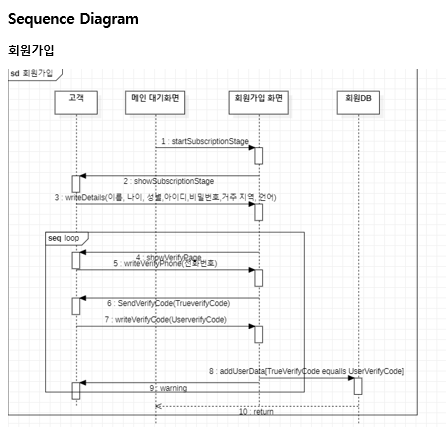 Sequence Diagram
회원가입
sd 회원가입
고객
메인 대기화면
회원가입 화면
회원DB
1 : startSubscriptionStage
2 : showSubscriptionStage
3 : writeDetails(이름, 나이, 성별,아이디,비밀번호,거주 지역, 언어)
seq loop
4 : showVerifyPage
5 : writeVerifyPhone(전화번호)
6 : SendVerifyCode(TrueverifyCode)
7 : writeVerifyCode(UserverifyCode)
8 : addUserData[TrueVerifyCode equails UserVerifyCode]
9 : warning
10 : return